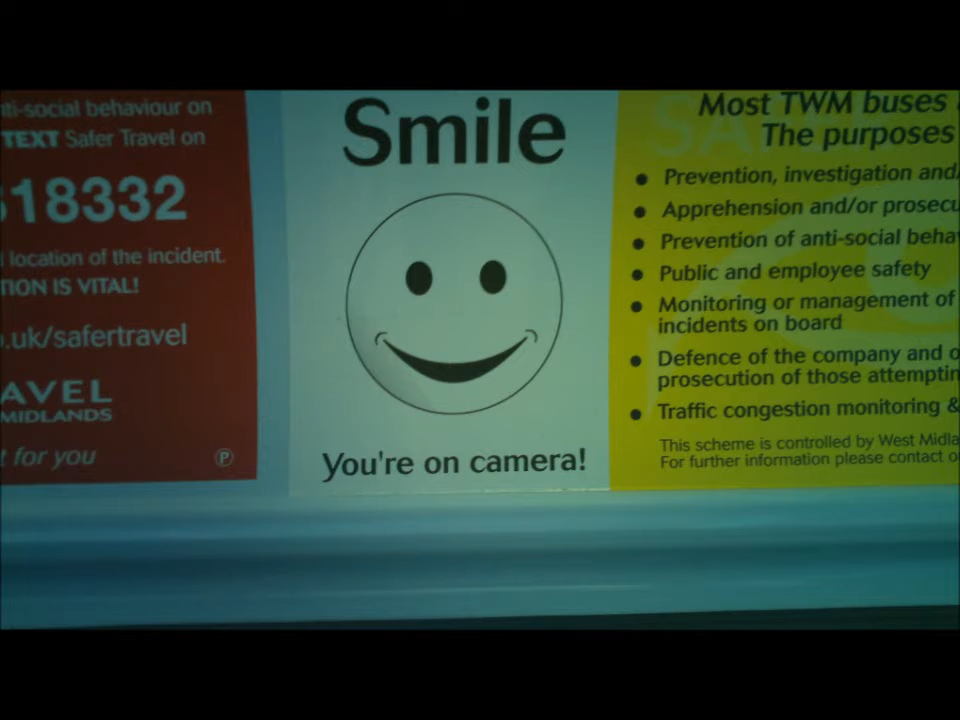 ti-social behaviour on
TEXT Safer Travel on
18332
location of the incident.
TION IS VITAL!
.uk/safertravel
AVEL
MIDLANDS
t for you
P
Smile
You're on camera!
Most TWM buses
The purposes
• Prevention, investigation and/
• Apprehension and/or prosecu
• Prevention of anti-social beha
• Public and employee safety
• Monitoring or management of
incidents on board
• Defence of the company and o
prosecution of those attemptin
• Traffic congestion monitoring &
This scheme is controlled by West Midla
For further information please contact o